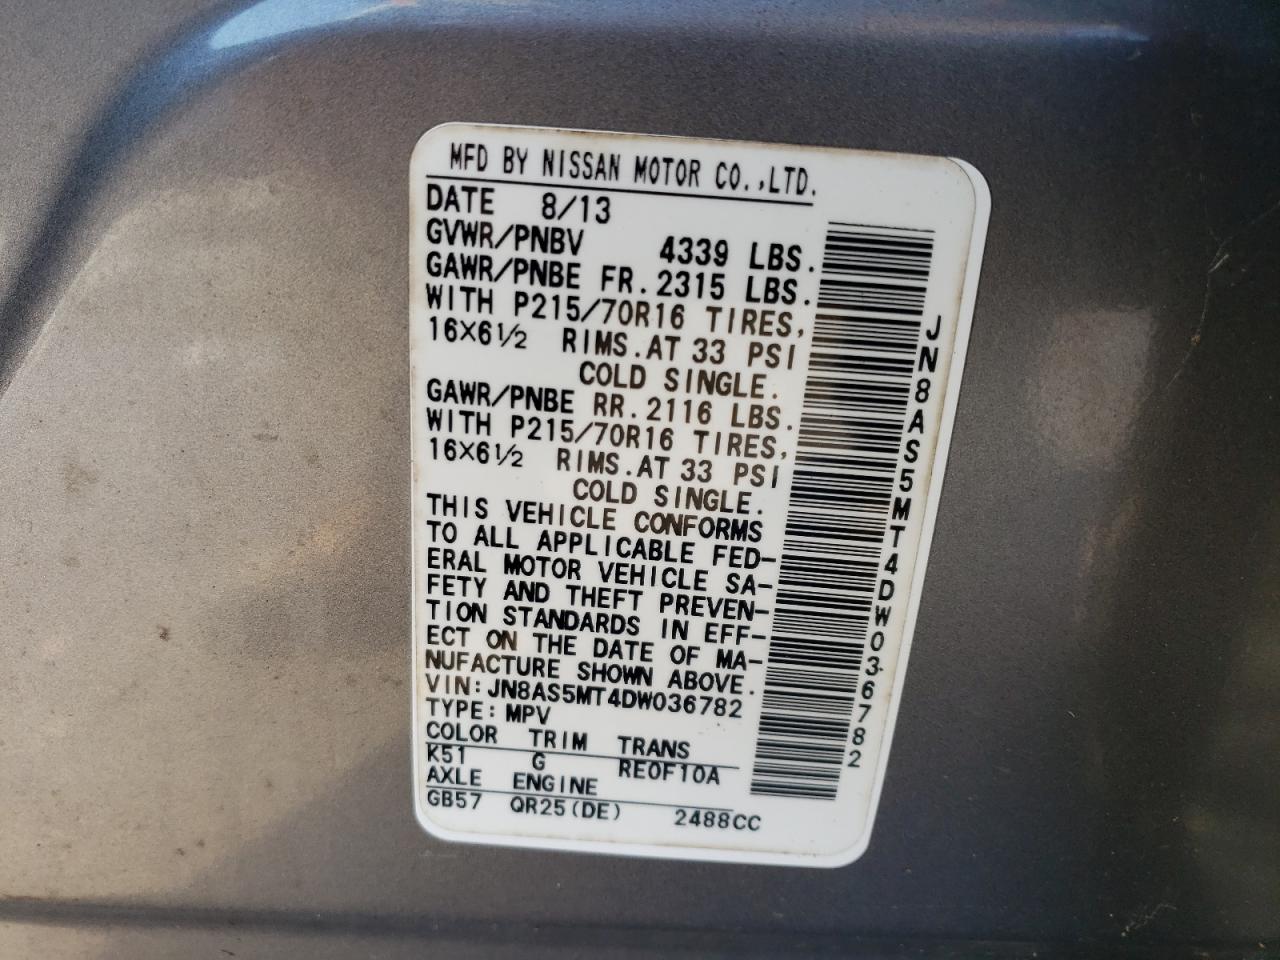 MFD BY NISSAN MOTOR CO.,LTD.
DATE 8/13
GVWR/PNBV 4339 LBS.
GAWR/PNBE FR. 2315 LBS.
WITH P215/70R16 TIRES,
16X6½ RIMS.AT 33 PSI
COLD SINGLE.
GAWR/PNBE RR. 2116 LBS.
WITH P215/70R16 TIRES,
16X6½ RIMS.AT 33 PSI
COLD SINGLE.
THIS VEHICLE CONFORMS
TO ALL APPLICABLE FED-
ERAL MOTOR VEHICLE SA-
FETY AND THEFT PREVEN-
TION STANDARDS IN EFF-
ECT ON THE DATE OF MA-
NUFACTURE SHOWN ABOVE.
VIN: JN8AS5MT4DW036782
TYPE: MPV
COLOR TRIM TRANS
K51 G RE0F10A
AXLE ENGINE
GB57 QR25(DE) 2488CC
JN8AS5MT4DW036782